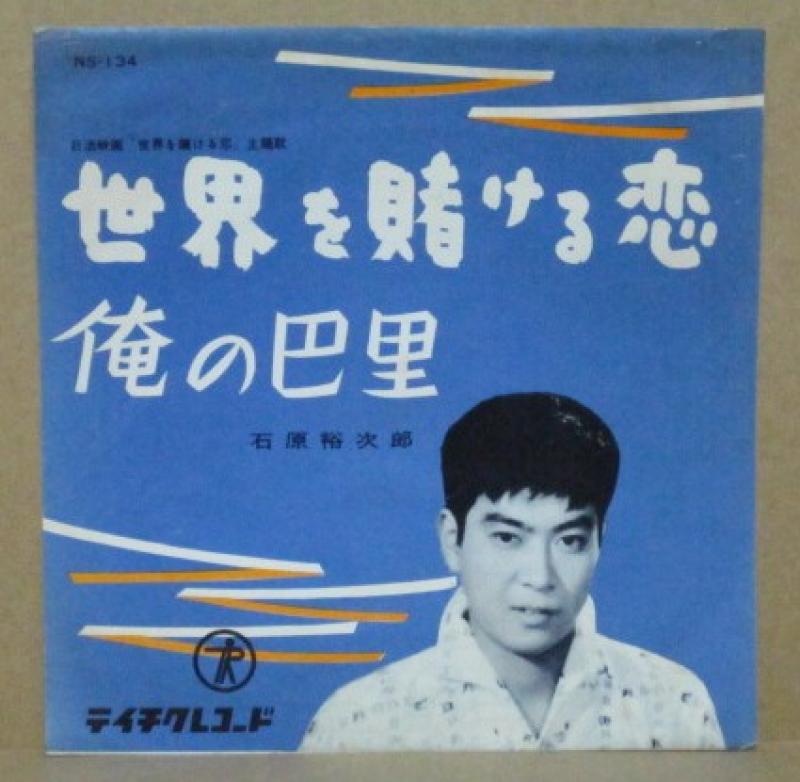 NS-134
日活映画「世界を賭ける恋」主題歌
世界を賭ける恋
俺の巴里
石原裕次郎
テイチクレコード